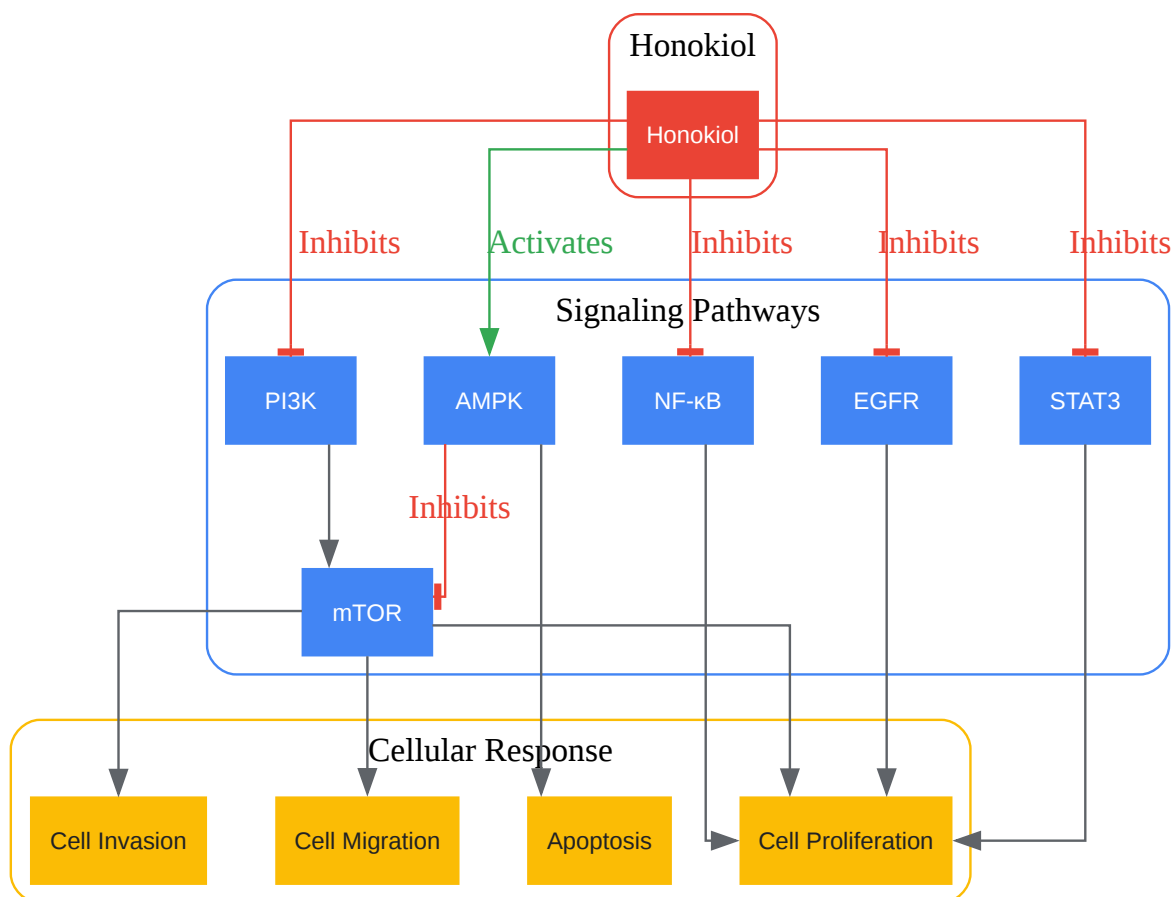 Honokiol
Honokiol
Inhibits
Activates
Inhibits
Inhibits
Inhibits
Signaling Pathways
PI3K
AMPK
NF-κB
EGFR
STAT3
Inhibits
mTOR
Cellular Response
Cell Invasion
Cell Migration
Apoptosis
Cell Proliferation